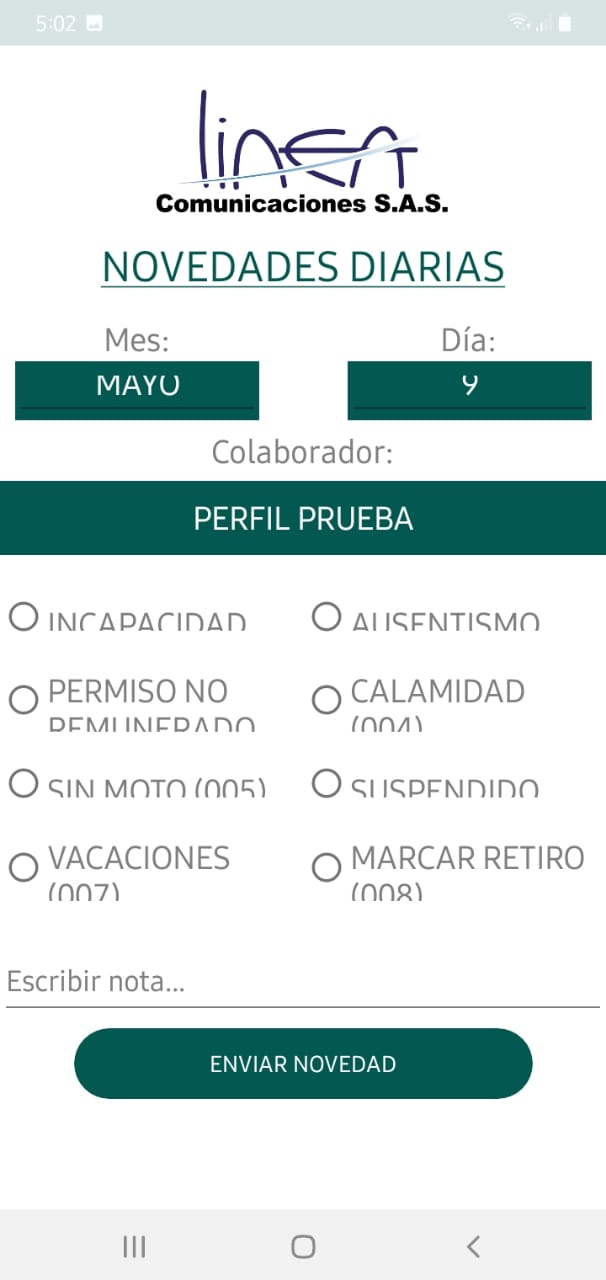 5:02
linea
Comunicaciones S.A.S.
NOVEDADES DIARIAS
Mes: Día:
MAYO 9
Colaborador:
PERFIL PRUEBA
INCAPACIDAD AUSENTISMO
PERMISO NO CALAMIDAD
REMUNERADO (004)
SIN MOTO (005) SUSPENDIDO
VACACIONES MARCAR RETIRO
(007) (008)
Escribir nota...
ENVIAR NOVEDAD